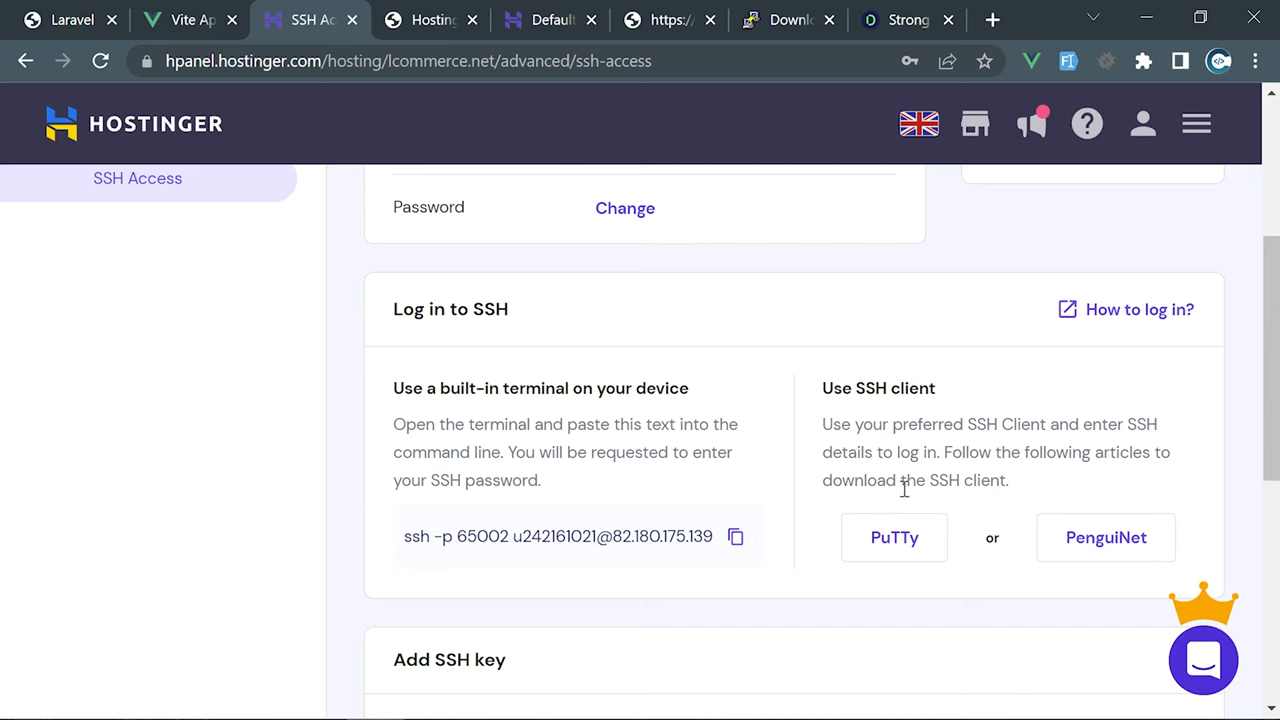 Laravel
Vite Ap
SSH Ac
Hosting
Default
https:/
Downl
Strong
hpanel.hostinger.com/hosting/lcommerce.net/advanced/ssh-access
HOSTINGER
SSH Access
Password
Change
Log in to SSH
How to log in?
Use a built-in terminal on your device
Open the terminal and paste this text into the
command line. You will be requested to enter
your SSH password.
ssh -p 65002 u242161021@82.180.175.139
Use SSH client
Use your preferred SSH Client and enter SSH
details to log in. Follow the following articles to
download the SSH client.
PuTTy
or
PenguiNet
Add SSH key